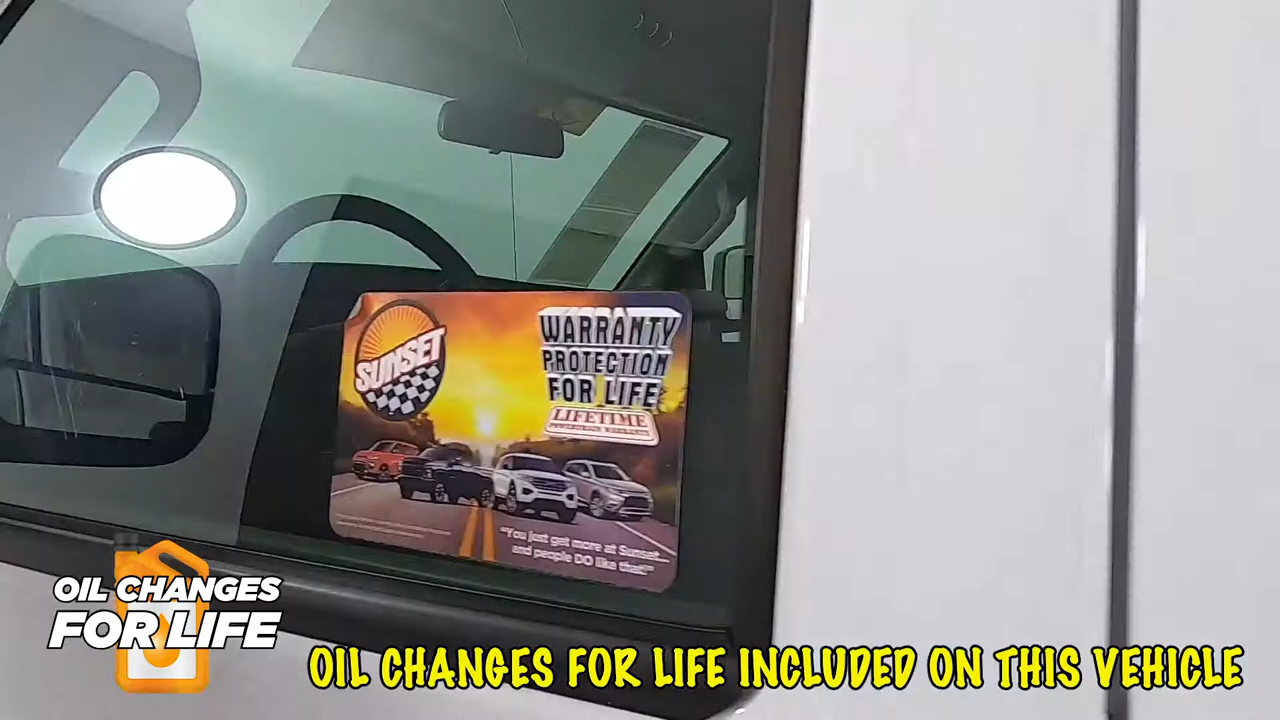 SUNSET
WARRANTY
PROTECTION
FOR LIFE
LIFETIME
"You just get more at Sunset...
and people DO like that!"
OIL CHANGES
FOR LIFE
OIL CHANGES FOR LIFE INCLUDED ON THIS VEHICLE